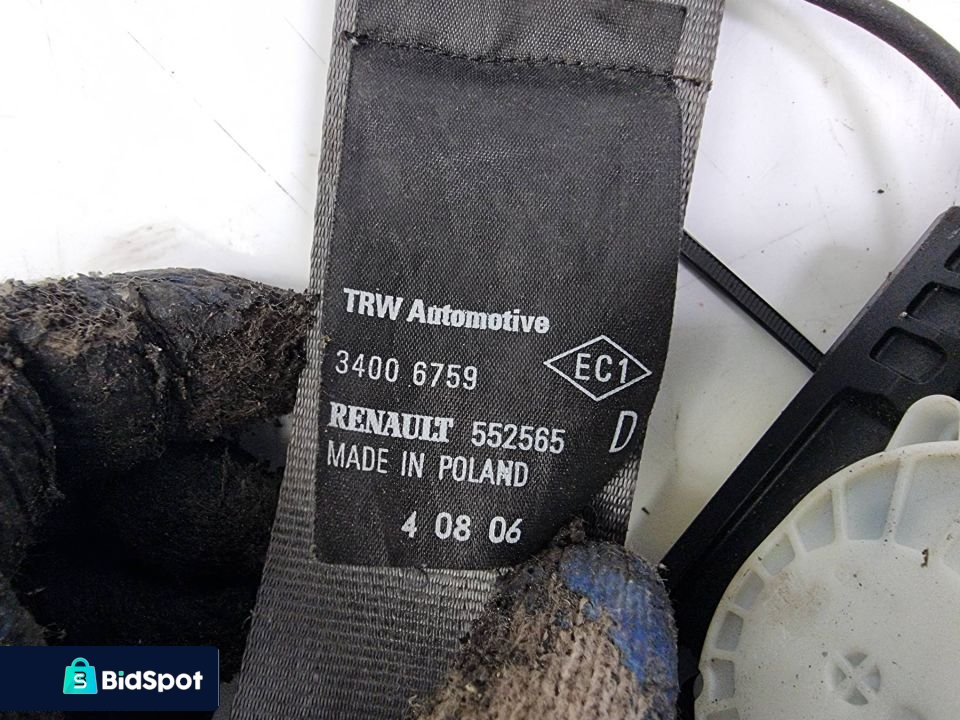 TRW Automotive
3400 6759
EC1
RENAULT 552565 D
MADE IN POLAND
4 08 06
BidSpot